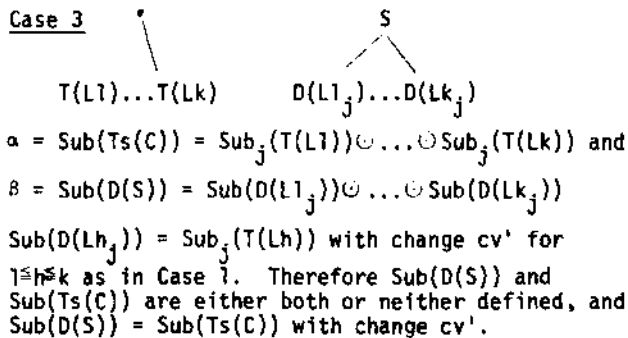 Case 3
S
T(L1)...T(Lk) D(L1j)...D(Lkj)
α = Sub(Ts(C)) = Subj(T(L1))∪...∪Subj(T(Lk)) and
β = Sub(D(S)) = Sub(D(L1j))∪...∪Sub(D(Lkj))
Sub(D(Lhj)) = Subj(T(Lh)) with change cv' for
1≦h≦k as in Case 1. Therefore Sub(D(S)) and
Sub(Ts(C)) are either both or neither defined, and
Sub(D(S)) = Sub(Ts(C)) with change cv'.